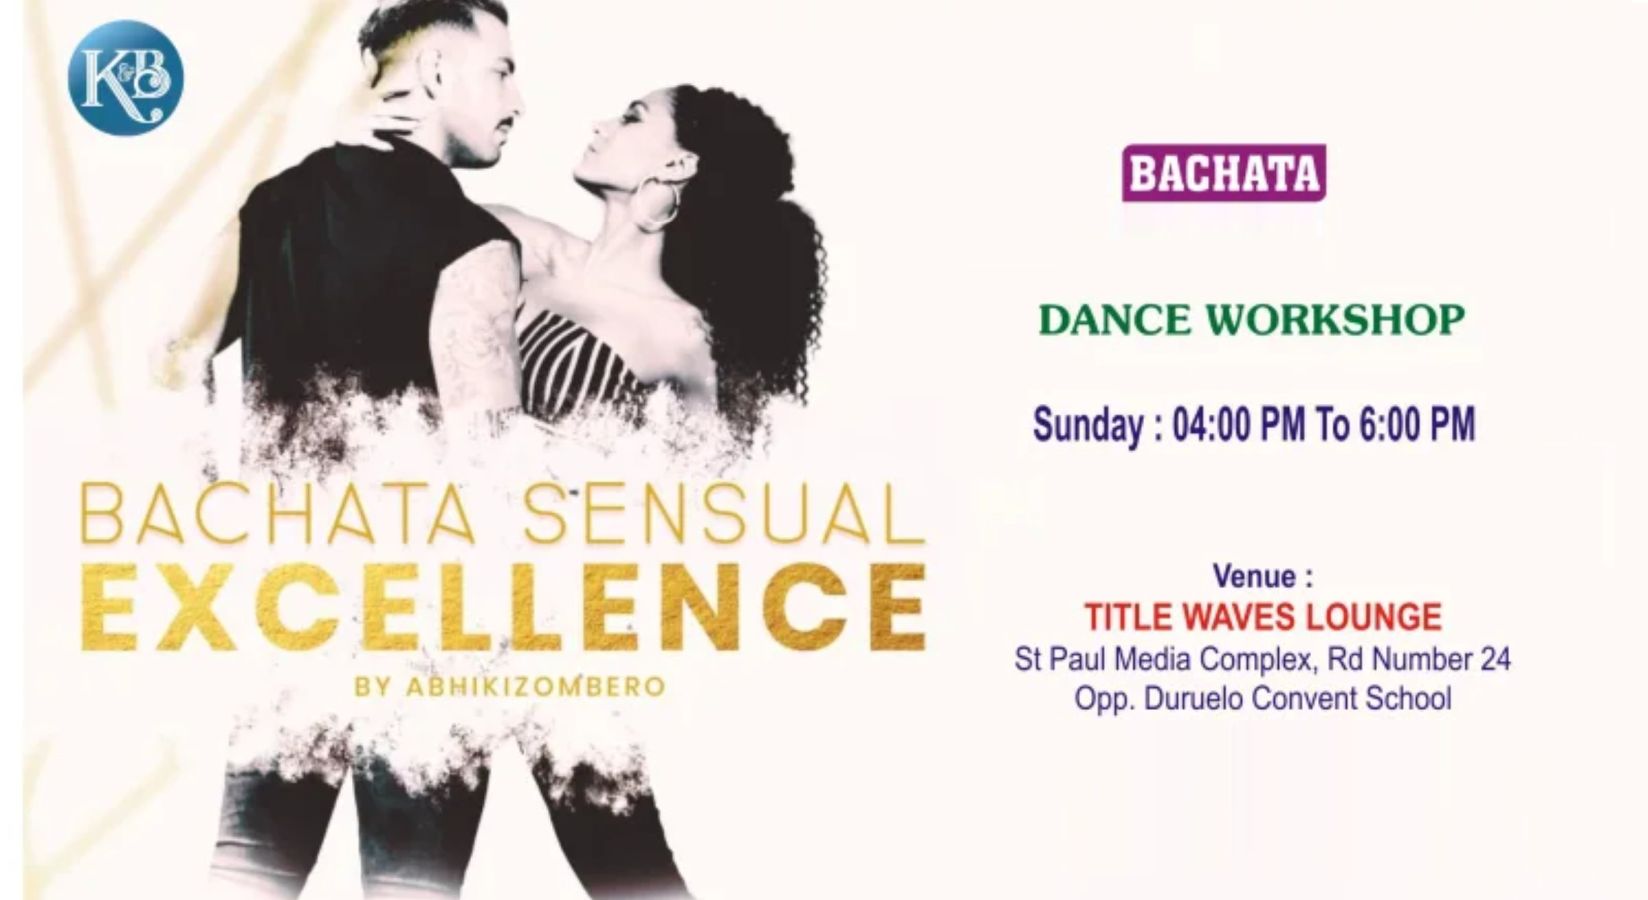 K&B
BACHATA SENSUAL
EXCELLENCE
BY ABHIKIZOMBERO
BACHATA
DANCE WORKSHOP
Sunday : 04:00 PM To 6:00 PM
Venue :
TITLE WAVES LOUNGE
St Paul Media Complex, Rd Number 24
Opp. Duruelo Convent School